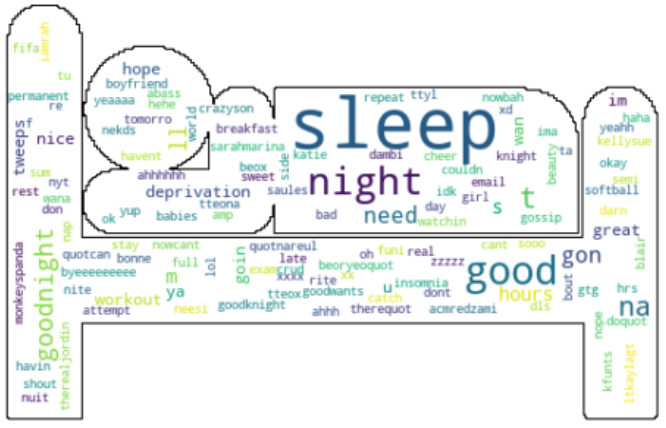 fifa
iamrah
tu
permanent
re
tweeps
f
nice
sum
nyt
rest
wana
don
nap
monkeyspanda
goodnight
therealjordin
havin
shout
nuit
hope
boyfriend
yeaaaa
abass
hehe
tomorro
nekds
ll
world
havent
crazyson
breakfast
sarahmarina
ahhhhhh
beox
sweet
side
deprivation
tteona
ok
yup
babies
amp
saules
katie
repeat
ttyl
nowbah
xd
sleep
wan
ima
dambi
cheer
knight
ta
beauty
couldn
night
email
idk
girl
t
s
day
bad
need
watchin
gossip
stay
nowcant
quotnareul
quotcan
bonne
full
lol
goin
late
oh
funi
real
cant
sooo
gon
byeeeeeeeee
m
exam
crud
beoryeoquot
zzzzz
good
xxxx
rite
xx
nite
ya
u
insomnia
bout
workout
tteox
goodwants
catch
dont
hours
gtg
attempt
neesi
goodknight
ahhh
therequot
acmredzami
dls
im
haha
yeahh
kellysue
okay
semi
softball
darn
great
blair
hrs
na
nope
doquot
kfunts
ltkaylagt